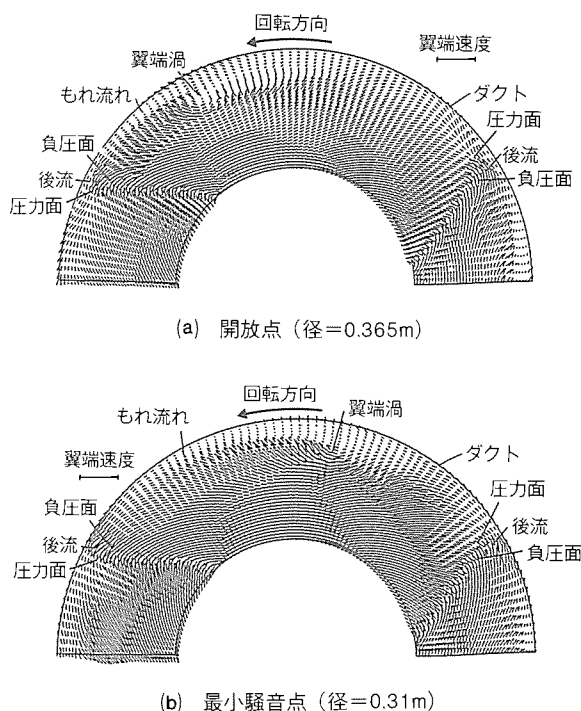 回転方向
翼端渦
翼端速度
もれ流れ
ダクト
負圧面
圧力面
後流
後流
圧力面
負圧面
(a) 開放点（径＝0.365m）
回転方向
翼端渦
もれ流れ
ダクト
翼端速度
圧力面
負圧面
後流
後流
負圧面
圧力面
(b) 最小騒音点（径＝0.31m）